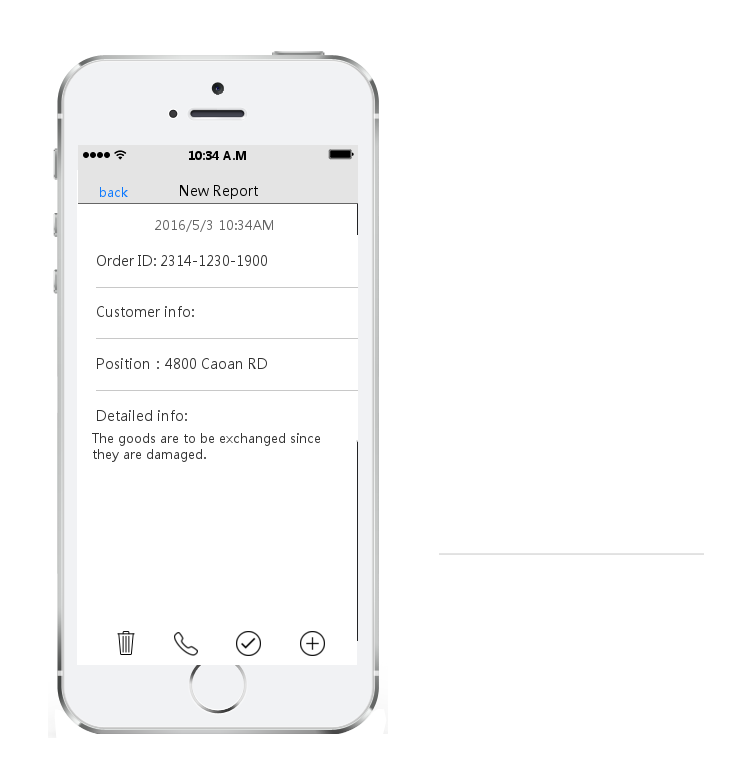 10:34 A.M
back New Report
2016/5/3 10:34AM
Order ID: 2314-1230-1900
Customer info:
Position : 4800 Caoan RD
Detailed info:
The goods are to be exchanged since
they are damaged.